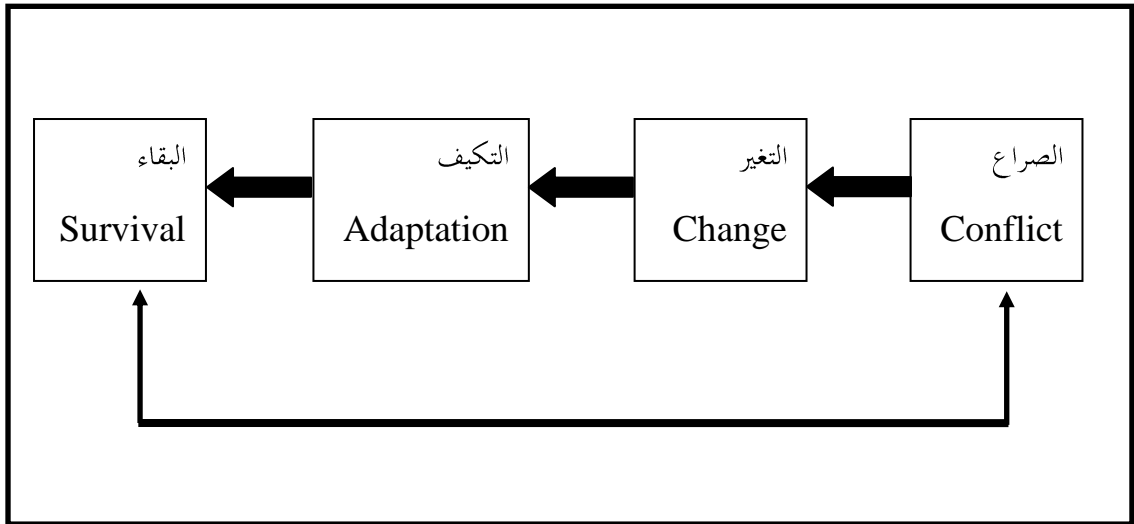 الصراع
Conflict
التغير
Change
التكيف
Adaptation
البقاء
Survival